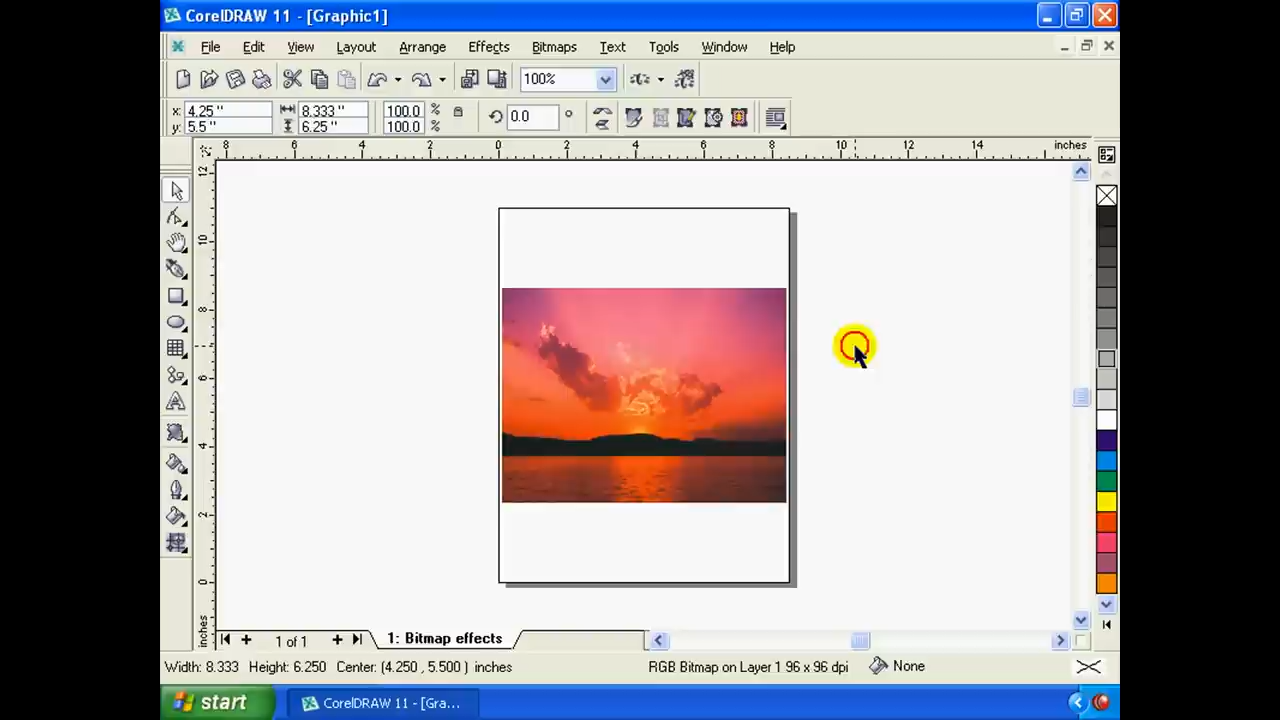 CorelDRAW 11 - [Graphic1]
File Edit View Layout Arrange Effects Bitmaps Text Tools Window Help
100%
x: 4.25 " 8.333 " 100.0 % 0.0 °
y: 5.5 " 6.25 " 100.0 %
8 6 4 2 0 2 4 6 8 10 12 14 inches
12
10
8
6
4
2
0
inches
1 of 1 1: Bitmap effects
Width: 8.333 Height: 6.250 Center: (4.250 , 5.500 ) inches RGB Bitmap on Layer 1 96 x 96 dpi None
start CorelDRAW 11 - [Gra...